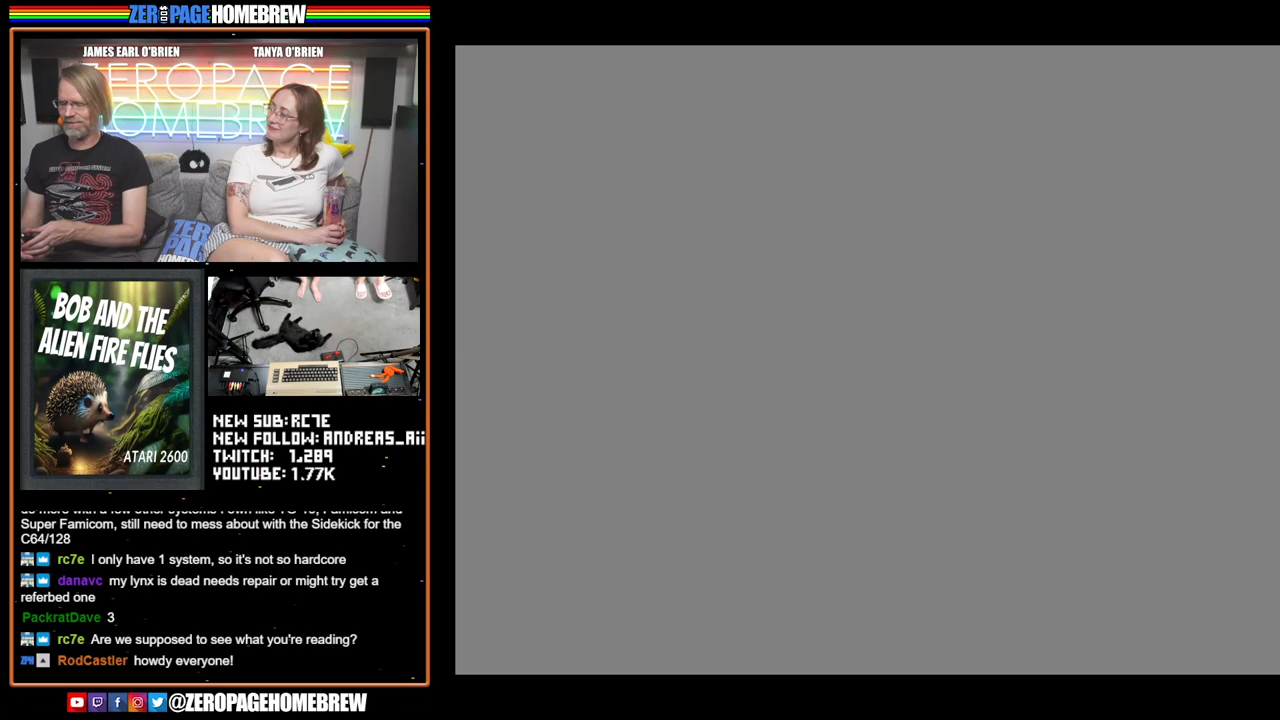 ZEROPAGE HOMEBREW
JAMES EARL O'BRIEN
TANYA O'BRIEN
ZEROPAGE
HOMEBREW
BOB AND THE
ALIEN FIRE FLIES
ATARI 2600
NEW SUB: RC7E
NEW FOLLOW: ANDREAS_Aii
TWITCH: 1,289
YOUTUBE: 1.77K
Super Famicom, still need to mess about with the Sidekick for the
C64/128
rc7e I only have 1 system, so it's not so hardcore
danavc my lynx is dead needs repair or might try get a
referbed one
PackratDave 3
rc7e Are we supposed to see what you're reading?
ZPH RodCastler howdy everyone!
@ZEROPAGEHOMEBREW